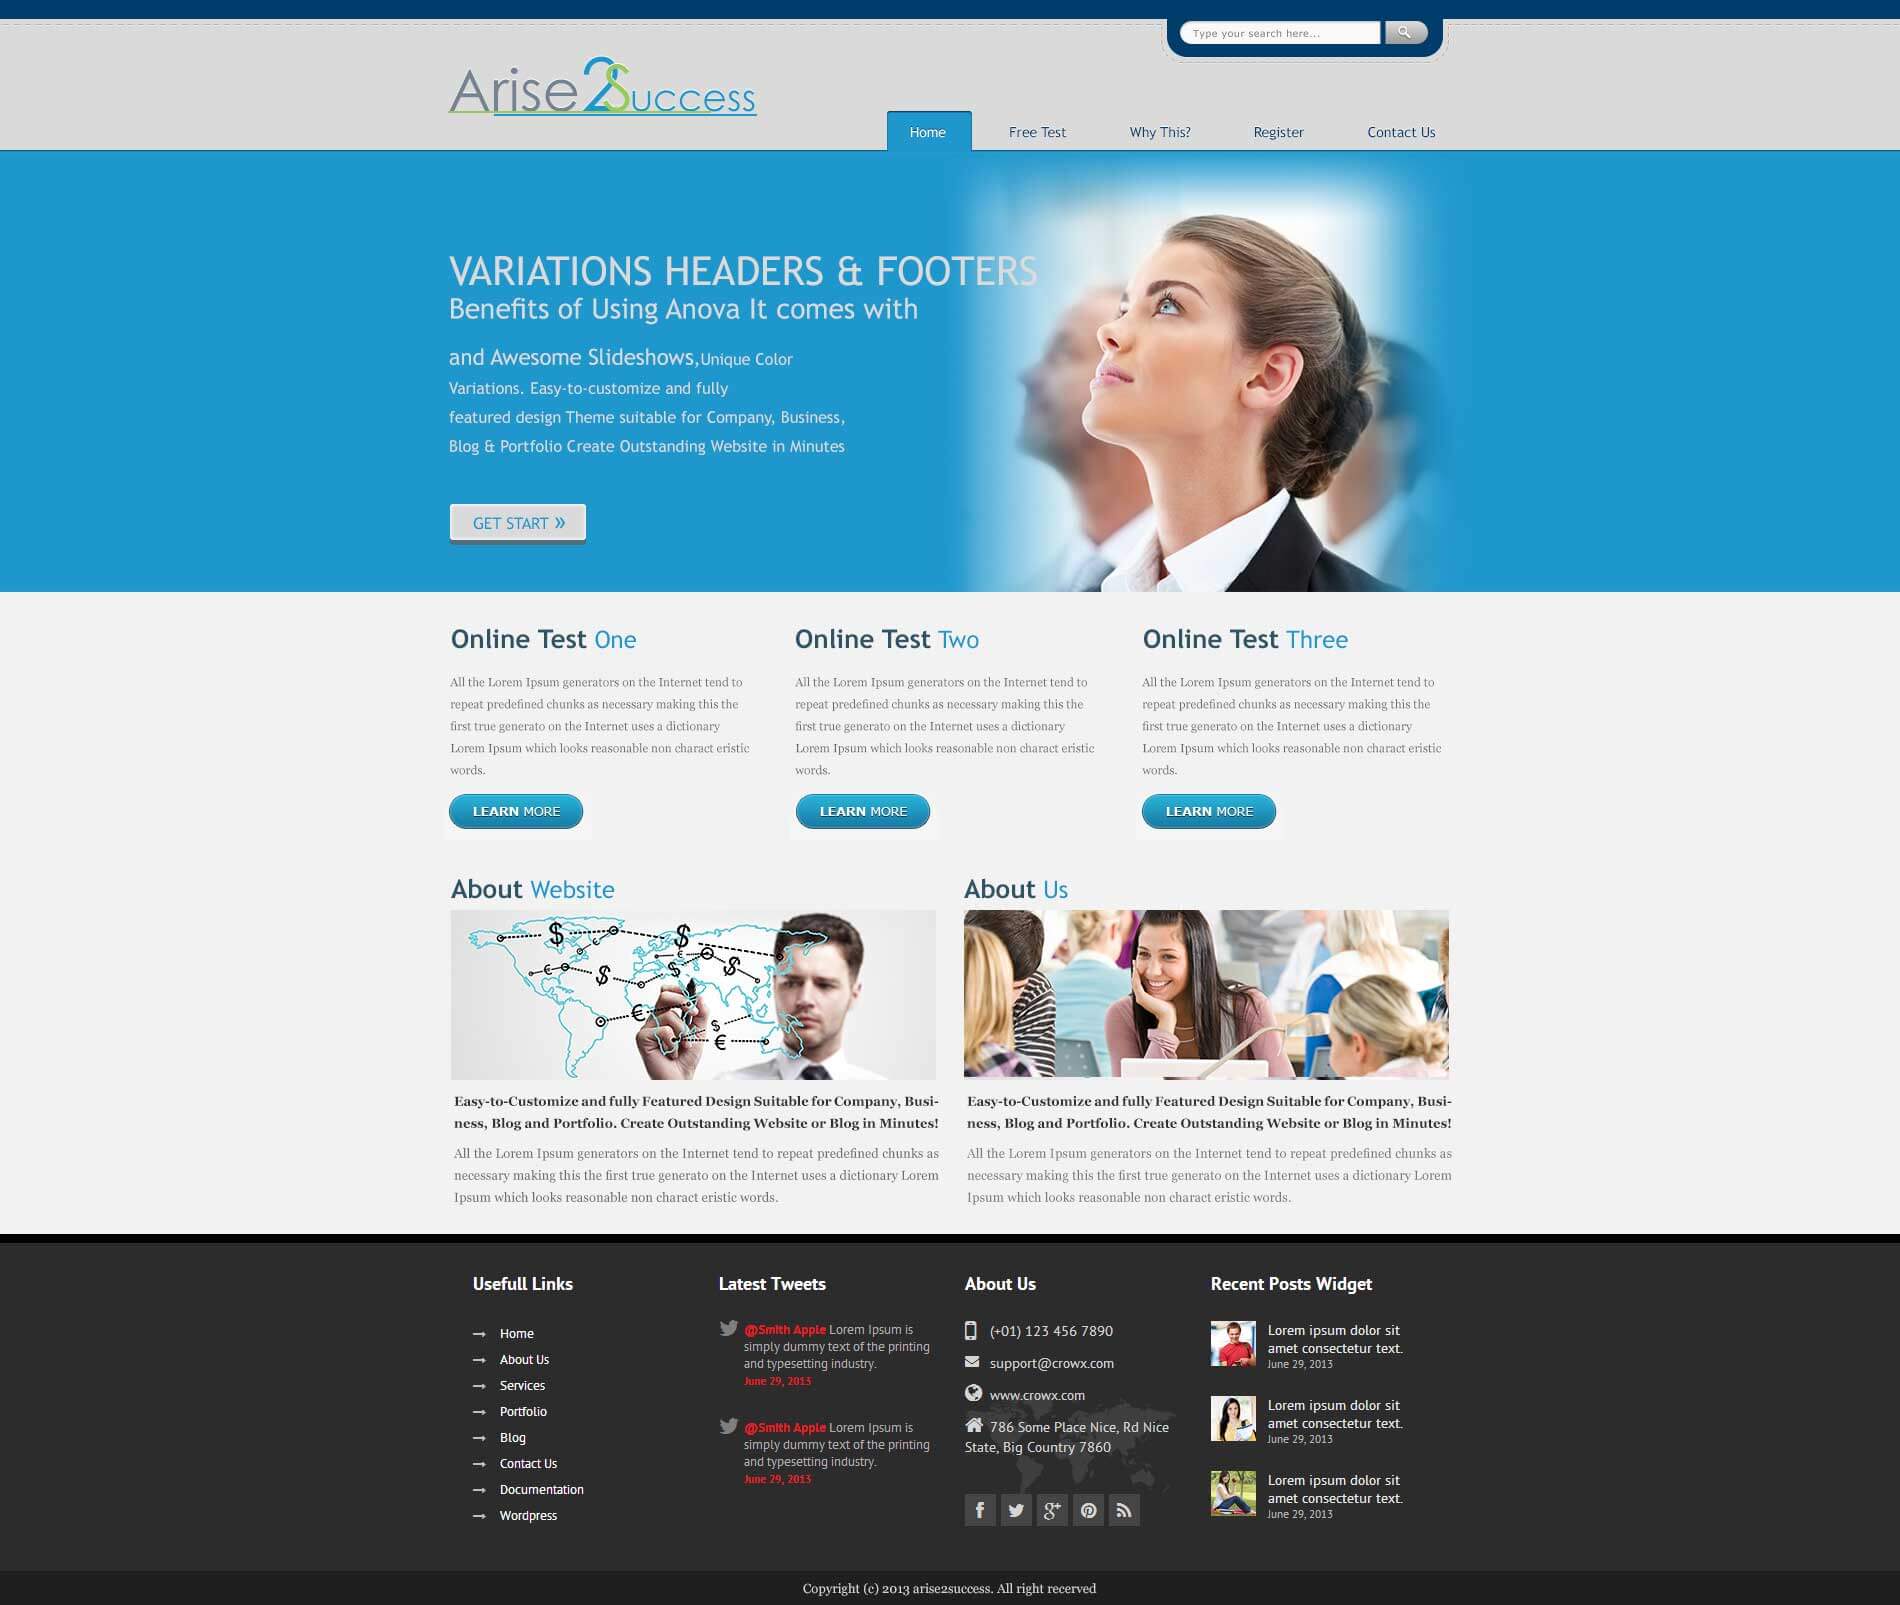 Type your search here...
Arise 2 Success
Home Free Test Why This? Register Contact Us
VARIATIONS HEADERS & FOOTERS
Benefits of Using Anova It comes with
and Awesome Slideshows,Unique Color
Variations. Easy-to-customize and fully
featured design Theme suitable for Company, Business,
Blog & Portfolio Create Outstanding Website in Minutes
GET START »
Online Test One
All the Lorem Ipsum generators on the Internet tend to
repeat predefined chunks as necessary making this the
first true generato on the Internet uses a dictionary
Lorem Ipsum which looks reasonable non charact eristic
words.
LEARN MORE
Online Test Two
All the Lorem Ipsum generators on the Internet tend to
repeat predefined chunks as necessary making this the
first true generato on the Internet uses a dictionary
Lorem Ipsum which looks reasonable non charact eristic
words.
LEARN MORE
Online Test Three
All the Lorem Ipsum generators on the Internet tend to
repeat predefined chunks as necessary making this the
first true generato on the Internet uses a dictionary
Lorem Ipsum which looks reasonable non charact eristic
words.
LEARN MORE
About Website
Easy-to-Customize and fully Featured Design Suitable for Company, Busi-
ness, Blog and Portfolio. Create Outstanding Website or Blog in Minutes!
All the Lorem Ipsum generators on the Internet tend to repeat predefined chunks as
necessary making this the first true generato on the Internet uses a dictionary Lorem
Ipsum which looks reasonable non charact eristic words.
About Us
Easy-to-Customize and fully Featured Design Suitable for Company, Busi-
ness, Blog and Portfolio. Create Outstanding Website or Blog in Minutes!
All the Lorem Ipsum generators on the Internet tend to repeat predefined chunks as
necessary making this the first true generato on the Internet uses a dictionary Lorem
Ipsum which looks reasonable non charact eristic words.
Usefull Links
Home
About Us
Services
Portfolio
Blog
Contact Us
Documentation
Wordpress
Latest Tweets
@Smith Apple Lorem Ipsum is
simply dummy text of the printing
and typesetting industry.
June 29, 2013
@Smith Apple Lorem Ipsum is
simply dummy text of the printing
and typesetting industry.
June 29, 2013
About Us
(+01) 123 456 7890
support@crowx.com
www.crowx.com
786 Some Place Nice, Rd Nice
State, Big Country 7860
Recent Posts Widget
Lorem ipsum dolor sit
amet consectetur text.
June 29, 2013
Lorem ipsum dolor sit
amet consectetur text.
June 29, 2013
Lorem ipsum dolor sit
amet consectetur text.
June 29, 2013
Copyright (c) 2013 arise2success. All right recerved